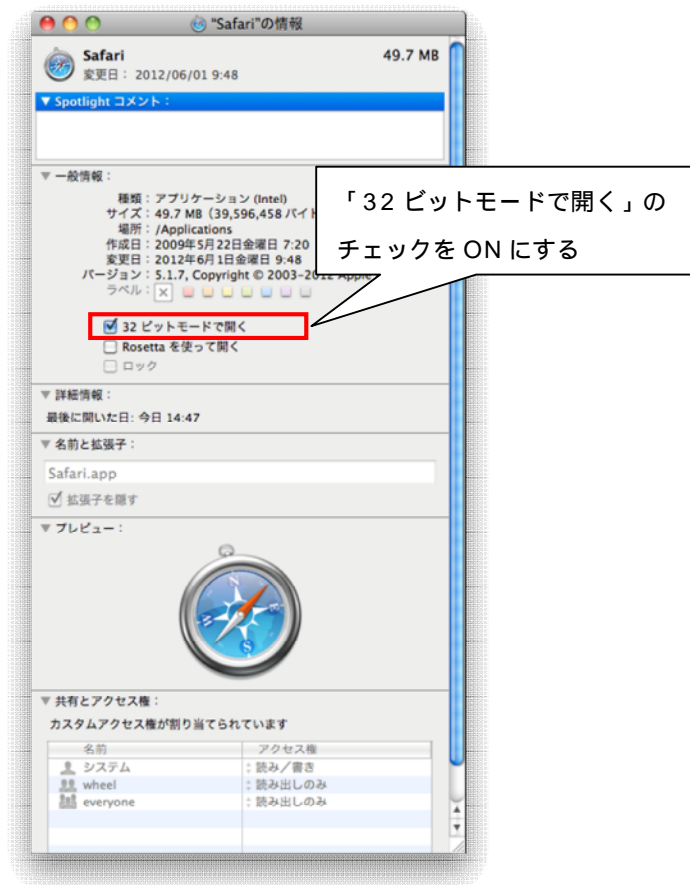 "Safari"の情報
Safari
49.7 MB
変更日： 2012/06/01 9:48
▼ Spotlight コメント：
▼ 一般情報：
種類：アプリケーション (Intel)
サイズ：49.7 MB（39,596,458 バイト
場所：/Applications
作成日：2009年5月22日金曜日 7:20
変更日：2012年6月1日金曜日 9:48
バージョン：5.1.7, Copyright © 2003–2012 Apple
ラベル：
「32 ビットモードで開く」の
チェックを ON にする
32 ビットモードで開く
Rosetta を使って開く
ロック
▼ 詳細情報：
最後に開いた日: 今日 14:47
▼ 名前と拡張子：
Safari.app
拡張子を隠す
▼ プレビュー：
N
S
▼ 共有とアクセス権：
カスタムアクセス権が割り当てられています
名前 アクセス権
システム 読み／書き
wheel 読み出しのみ
everyone 読み出しのみ